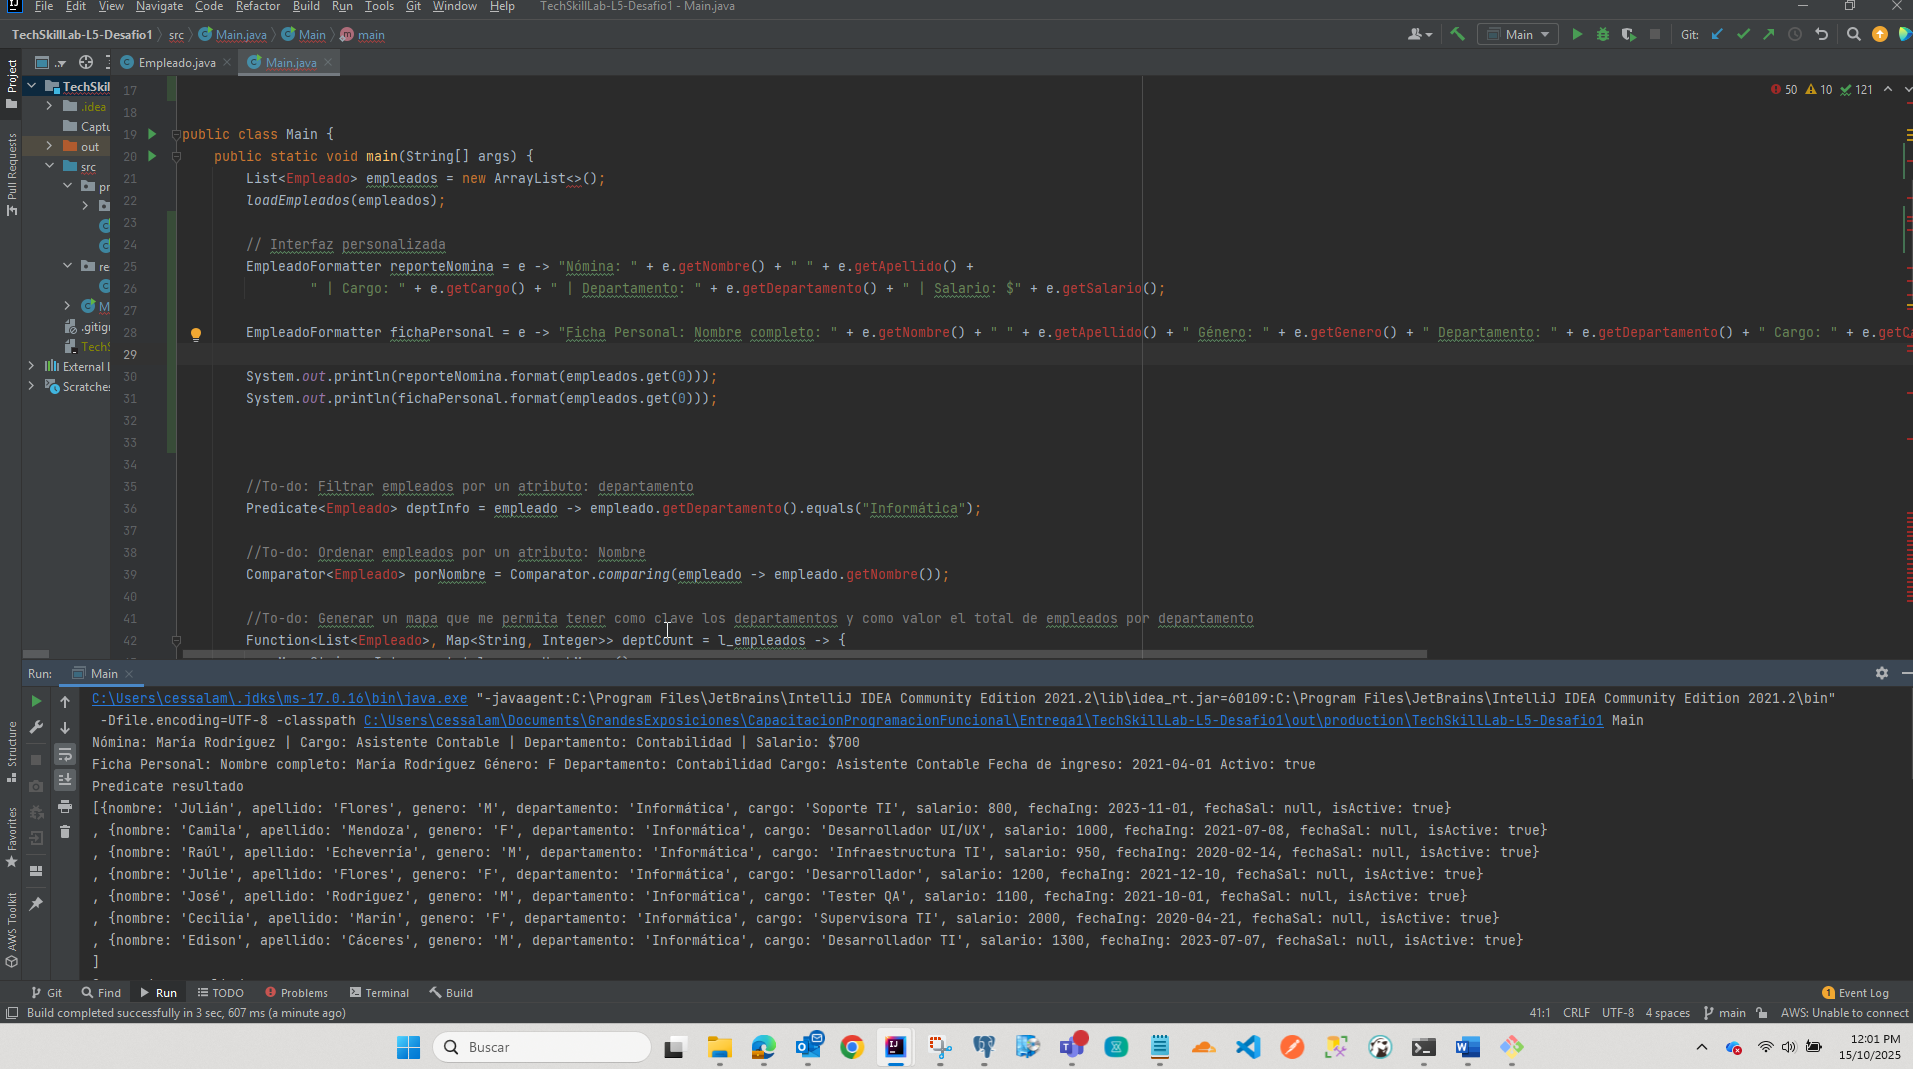 File Edit View Navigate Code Refactor Build Run Tools Git Window Help TechSkillLab-L5-Desafio1 - Main.java
TechSkillLab-L5-Desafio1 src Main.java Main main
Main Git:
Empleado.java Main.java
Project
Pull Requests
Structure
Favorites
AWS Toolkit
TechSkil
.idea
Captu
out
src
pr
re
M
.gitig
TechS
External L
Scratches
50 10 121
17
18
19 public class Main {
20 public static void main(String[] args) {
21 List<Empleado> empleados = new ArrayList<>();
22 loadEmpleados(empleados);
23
24 // Interfaz personalizada
25 EmpleadoFormatter reporteNomina = e -> "Nómina: " + e.getNombre() + " " + e.getApellido() +
26 " | Cargo: " + e.getCargo() + " | Departamento: " + e.getDepartamento() + " | Salario: $" + e.getSalario();
27
28 EmpleadoFormatter fichaPersonal = e -> "Ficha Personal: Nombre completo: " + e.getNombre() + " " + e.getApellido() + " Género: " + e.getGenero() + " Departamento: " + e.getDepartamento() + " Cargo: " + e.getC
29
30 System.out.println(reporteNomina.format(empleados.get(0)));
31 System.out.println(fichaPersonal.format(empleados.get(0)));
32
33
34
35 //To-do: Filtrar empleados por un atributo: departamento
36 Predicate<Empleado> deptInfo = empleado -> empleado.getDepartamento().equals("Informática");
37
38 //To-do: Ordenar empleados por un atributo: Nombre
39 Comparator<Empleado> porNombre = Comparator.comparing(empleado -> empleado.getNombre());
40
41 //To-do: Generar un mapa que me permita tener como clave los departamentos y como valor el total de empleados por departamento
42 Function<List<Empleado>, Map<String, Integer>> deptCount = l_empleados -> {
Run: Main
C:\Users\cessalam\.jdks\ms-17.0.16\bin\java.exe "-javaagent:C:\Program Files\JetBrains\IntelliJ IDEA Community Edition 2021.2\lib\idea_rt.jar=60109:C:\Program Files\JetBrains\IntelliJ IDEA Community Edition 2021.2\bin"
-Dfile.encoding=UTF-8 -classpath C:\Users\cessalam\Documents\GrandesExposiciones\CapacitacionProgramacionFuncional\Entrega1\TechSkillLab-L5-Desafio1\out\production\TechSkillLab-L5-Desafio1 Main
Nómina: María Rodríguez | Cargo: Asistente Contable | Departamento: Contabilidad | Salario: $700
Ficha Personal: Nombre completo: María Rodríguez Género: F Departamento: Contabilidad Cargo: Asistente Contable Fecha de ingreso: 2021-04-01 Activo: true
Predicate resultado
[{nombre: 'Julián', apellido: 'Flores', genero: 'M', departamento: 'Informática', cargo: 'Soporte TI', salario: 800, fechaIng: 2023-11-01, fechaSal: null, isActive: true}
, {nombre: 'Camila', apellido: 'Mendoza', genero: 'F', departamento: 'Informática', cargo: 'Desarrollador UI/UX', salario: 1000, fechaIng: 2021-07-08, fechaSal: null, isActive: true}
, {nombre: 'Raúl', apellido: 'Echeverría', genero: 'M', departamento: 'Informática', cargo: 'Infraestructura TI', salario: 950, fechaIng: 2020-02-14, fechaSal: null, isActive: true}
, {nombre: 'Julie', apellido: 'Flores', genero: 'F', departamento: 'Informática', cargo: 'Desarrollador', salario: 1200, fechaIng: 2021-12-10, fechaSal: null, isActive: true}
, {nombre: 'José', apellido: 'Rodríguez', genero: 'M', departamento: 'Informática', cargo: 'Tester QA', salario: 1100, fechaIng: 2021-10-01, fechaSal: null, isActive: true}
, {nombre: 'Cecilia', apellido: 'Marín', genero: 'F', departamento: 'Informática', cargo: 'Supervisora TI', salario: 2000, fechaIng: 2020-04-21, fechaSal: null, isActive: true}
, {nombre: 'Edison', apellido: 'Cáceres', genero: 'M', departamento: 'Informática', cargo: 'Desarrollador TI', salario: 1300, fechaIng: 2023-07-07, fechaSal: null, isActive: true}
]
Git Find Run TODO Problems Terminal Build 1 Event Log
Build completed successfully in 3 sec, 607 ms (a minute ago) 41:1 CRLF UTF-8 4 spaces main AWS: Unable to connect
Buscar
12:01 PM
15/10/2025